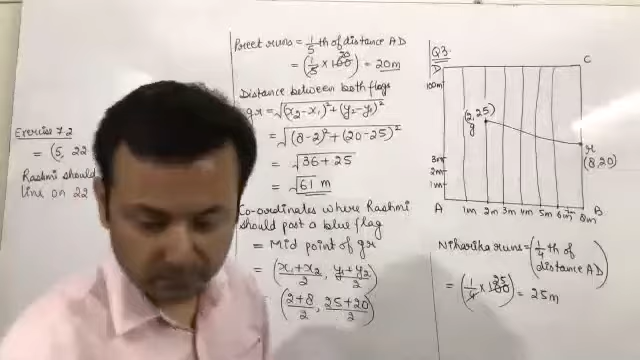 Exercise 7.2
= (5, 22
Rashmi should
line on 22
Preet runs = 1/5 th of distance AD
= (1/5 × 100) 20 = 20m
Distance between both flags
gr = √(x₂-x₁)²+(y₂-y₁)²
= √(8-2)²+(20-25)²
= √36+25
= √61 m
Co-ordinates where Rashmi
should post a blue flag
= Mid point of gr
= (x₁+x₂/2, y₁+y₂/2)
= (2+8/2, 25+20/2)
Q3.
D C
100m
(2,25)
g
r
(8,20)
3m
2m
1m
A B
1m 2m 3m 4m 5m 6m 8m
Niharika runs = (1/4 th of
distance AD)
= (1/4 × 100) 25 = 25m